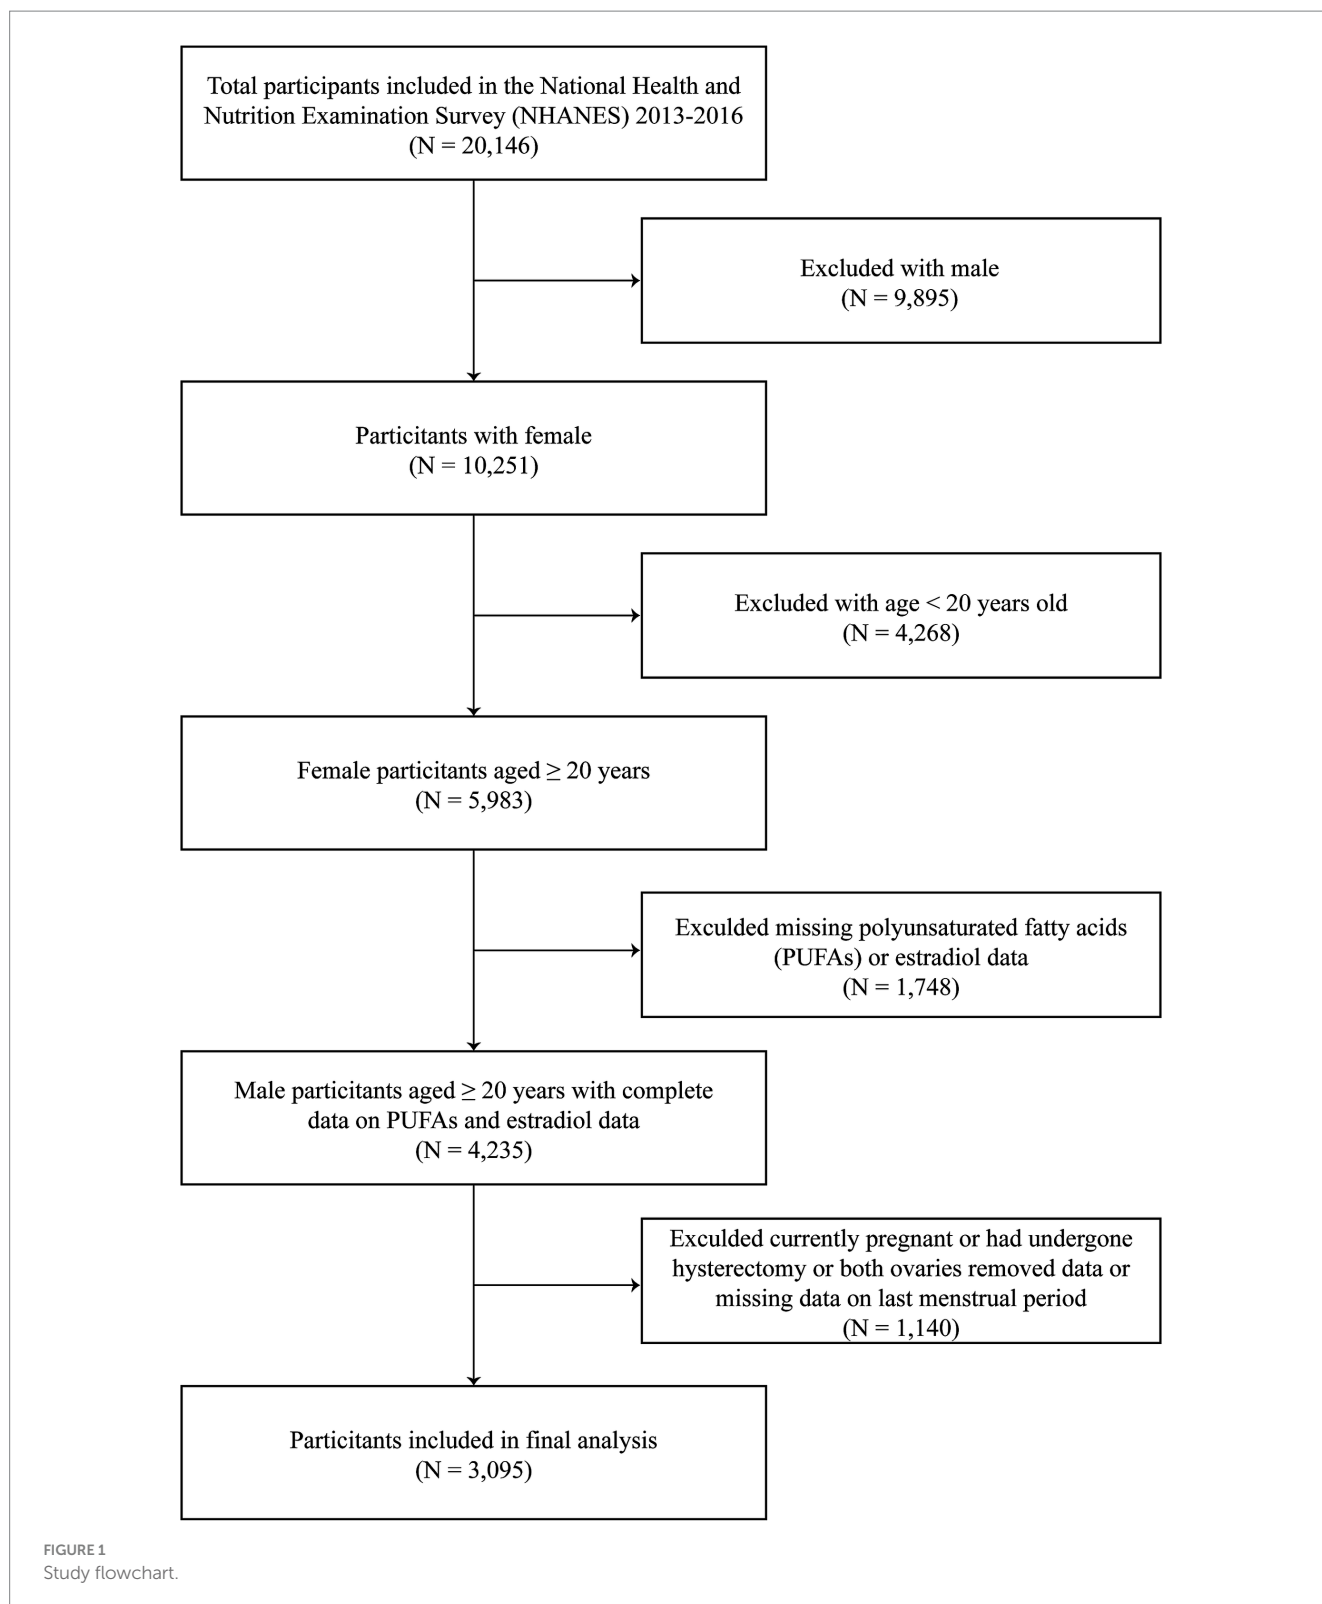 Total participants included in the National Health and
Nutrition Examination Survey (NHANES) 2013-2016
(N = 20,146)
Excluded with male
(N = 9,895)
Particitants with female
(N = 10,251)
Excluded with age < 20 years old
(N = 4,268)
Female particitants aged ≥ 20 years
(N = 5,983)
Exculded missing polyunsaturated fatty acids
(PUFAs) or estradiol data
(N = 1,748)
Male particitants aged ≥ 20 years with complete
data on PUFAs and estradiol data
(N = 4,235)
Exculded currently pregnant or had undergone
hysterectomy or both ovaries removed data or
missing data on last menstrual period
(N = 1,140)
Particitants included in final analysis
(N = 3,095)
FIGURE 1
Study flowchart.